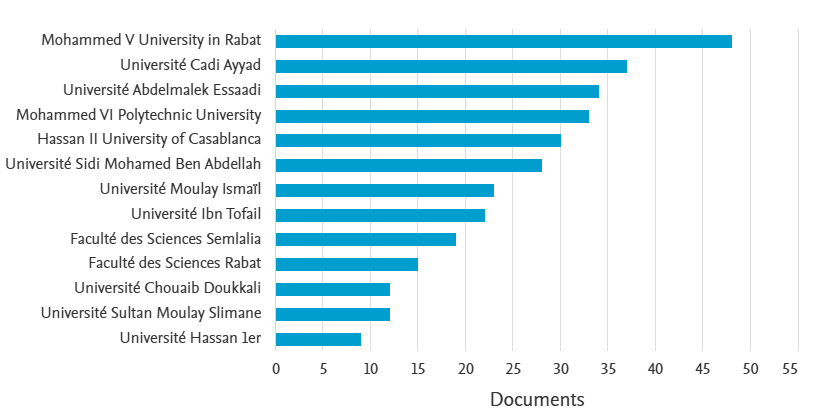 Mohammed V University in Rabat
Université Cadi Ayyad
Université Abdelmalek Essaadi
Mohammed VI Polytechnic University
Hassan II University of Casablanca
Université Sidi Mohamed Ben Abdellah
Université Moulay Ismaïl
Université Ibn Tofail
Faculté des Sciences Semlalia
Faculté des Sciences Rabat
Université Chouaib Doukkali
Université Sultan Moulay Slimane
Université Hassan 1er
0 5 10 15 20 25 30 35 40 45 50 55
Documents